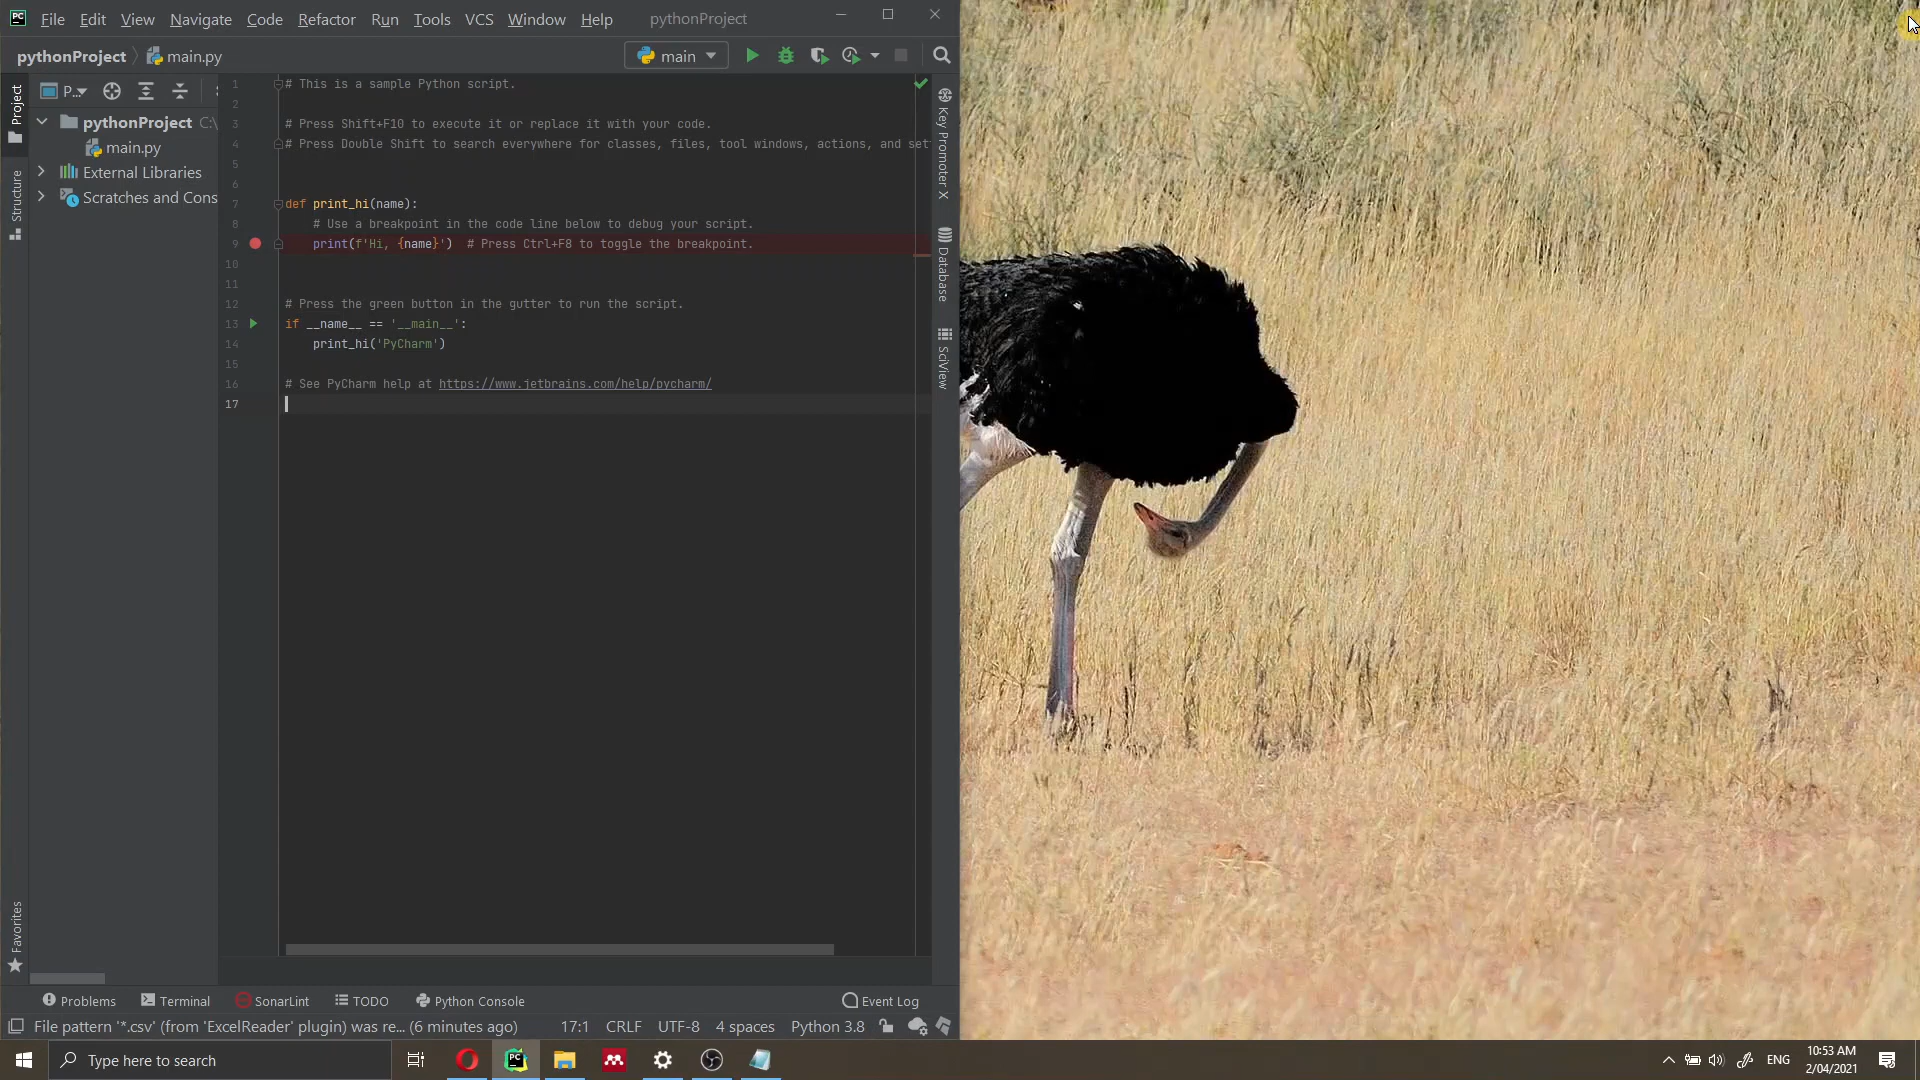 PC File Edit View Navigate Code Refactor Run Tools VCS Window Help pythonProject
pythonProject main.py main
Project
P...
pythonProject C:\
main.py
External Libraries
Scratches and Cons
Structure
Favorites
1 # This is a sample Python script.
2
3 # Press Shift+F10 to execute it or replace it with your code.
4 # Press Double Shift to search everywhere for classes, files, tool windows, actions, and set
5
6
7 def print_hi(name):
8 # Use a breakpoint in the code line below to debug your script.
9 print(f'Hi, {name}') # Press Ctrl+F8 to toggle the breakpoint.
10
11
12 # Press the green button in the gutter to run the script.
13 if __name__ == '__main__':
14 print_hi('PyCharm')
15
16 # See PyCharm help at https://www.jetbrains.com/help/pycharm/
17
Key Promoter X
Database
SciView
Problems Terminal SonarLint TODO Python Console Event Log
File pattern '*.csv' (from 'ExcelReader' plugin) was re... (6 minutes ago) 17:1 CRLF UTF-8 4 spaces Python 3.8
Type here to search PC ENG 10:53 AM
2/04/2021